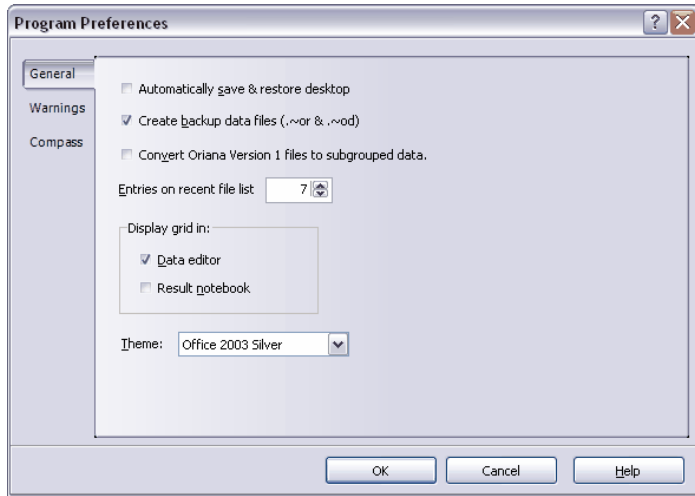 Program Preferences
?
General
Warnings
Compass
Automatically save & restore desktop
Create backup data files (.~or & .~od)
Convert Oriana Version 1 files to subgrouped data.
Entries on recent file list 7
Display grid in:
Data editor
Result notebook
Theme: Office 2003 Silver
OK Cancel Help